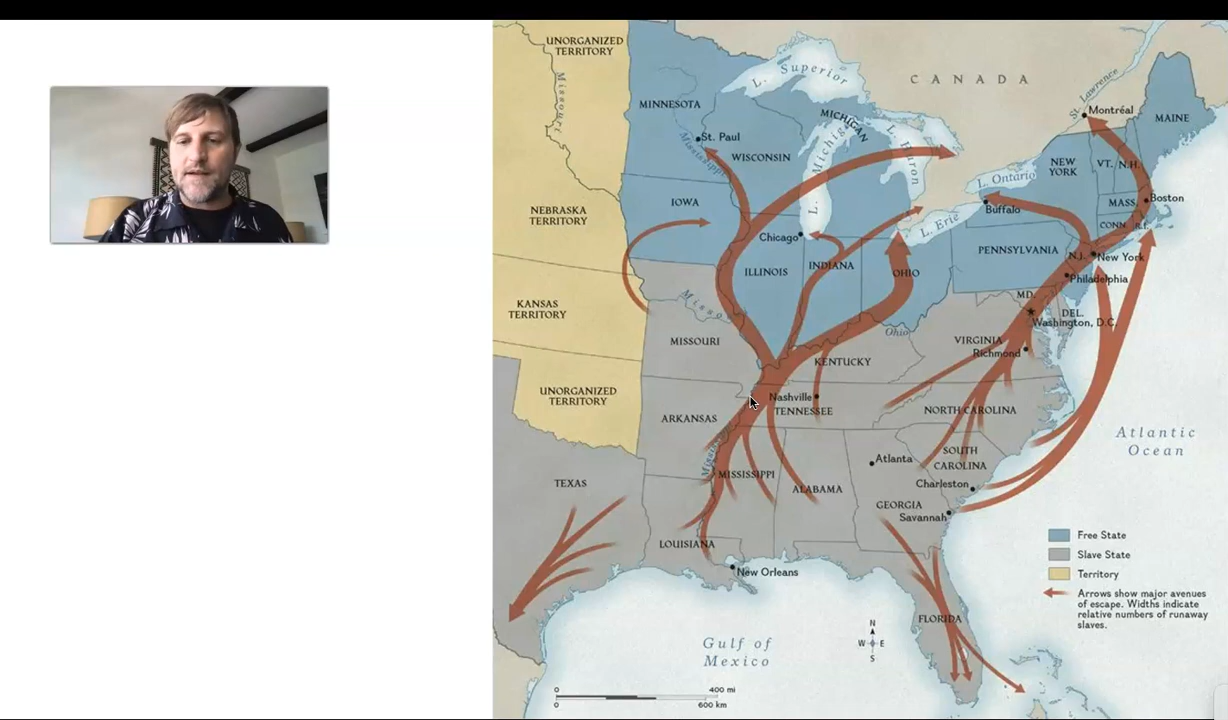 UNORGANIZED
TERRITORY
Missouri
CANADA
L. Superior
St. Lawrence
Montréal
MINNESOTA
MICHIGAN
MAINE
St. Paul
Mississippi
WISCONSIN
L. Michigan
L. Huron
NEW
YORK
VT.
N.H.
L. Ontario
IOWA
NEBRASKA
TERRITORY
Buffalo
MASS.
Boston
Chicago
L. Erie
CONN.
R.I.
PENNSYLVANIA
N.J.
New York
ILLINOIS
INDIANA
OHIO
Philadelphia
KANSAS
TERRITORY
MD.
DEL.
Washington, D.C.
Ohio
MISSOURI
VIRGINIA
Richmond
KENTUCKY
UNORGANIZED
TERRITORY
Nashville
TENNESSEE
ARKANSAS
NORTH CAROLINA
Atlantic
Ocean
SOUTH
CAROLINA
Atlanta
MISSISSIPPI
TEXAS
ALABAMA
Charleston
GEORGIA
Savannah
LOUISIANA
New Orleans
FLORIDA
Gulf of
Mexico
N
W
E
S
0
400 mi
0
600 km
Free State
Slave State
Territory
Arrows show major avenues
of escape. Widths indicate
relative numbers of runaway
slaves.